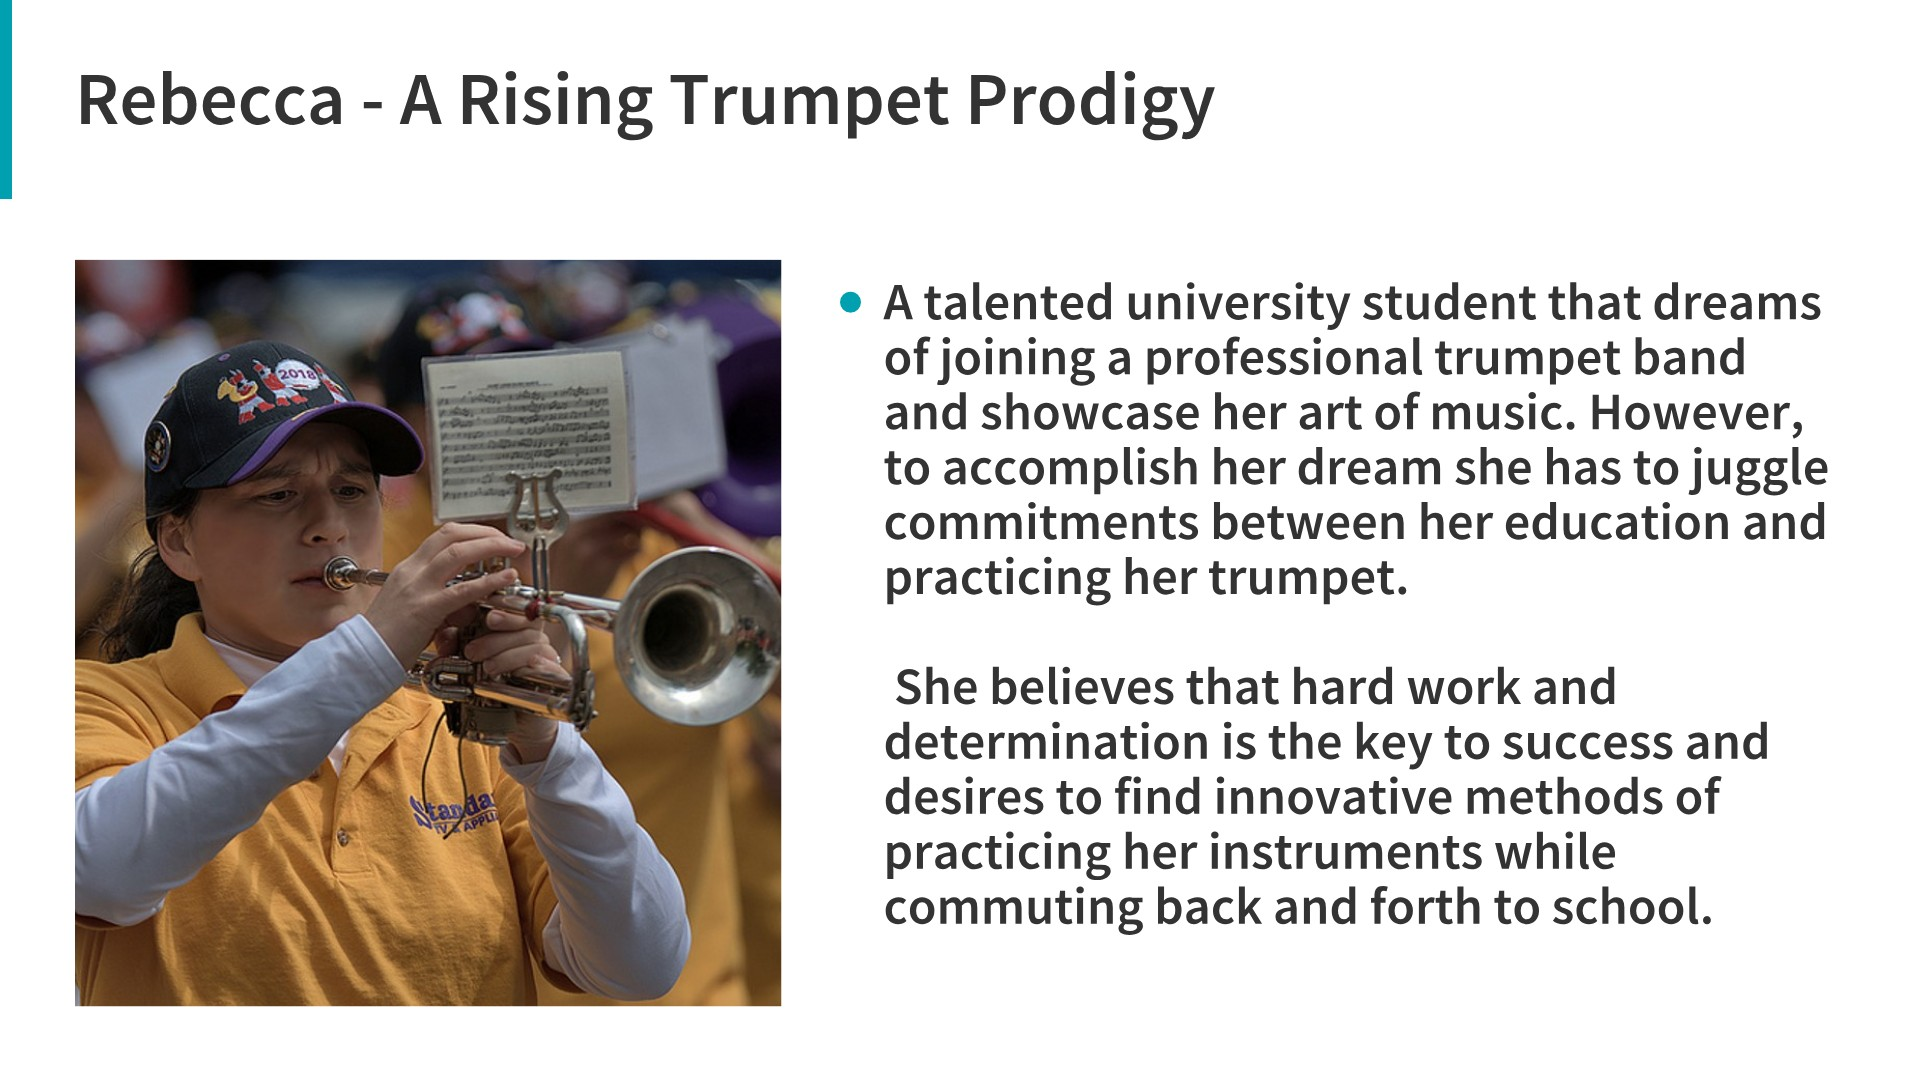 Rebecca - A Rising Trumpet Prodigy
A talented university student that dreams
of joining a professional trumpet band
and showcase her art of music. However,
to accomplish her dream she has to juggle
commitments between her education and
practicing her trumpet.
She believes that hard work and
determination is the key to success and
desires to find innovative methods of
practicing her instruments while
commuting back and forth to school.
2018